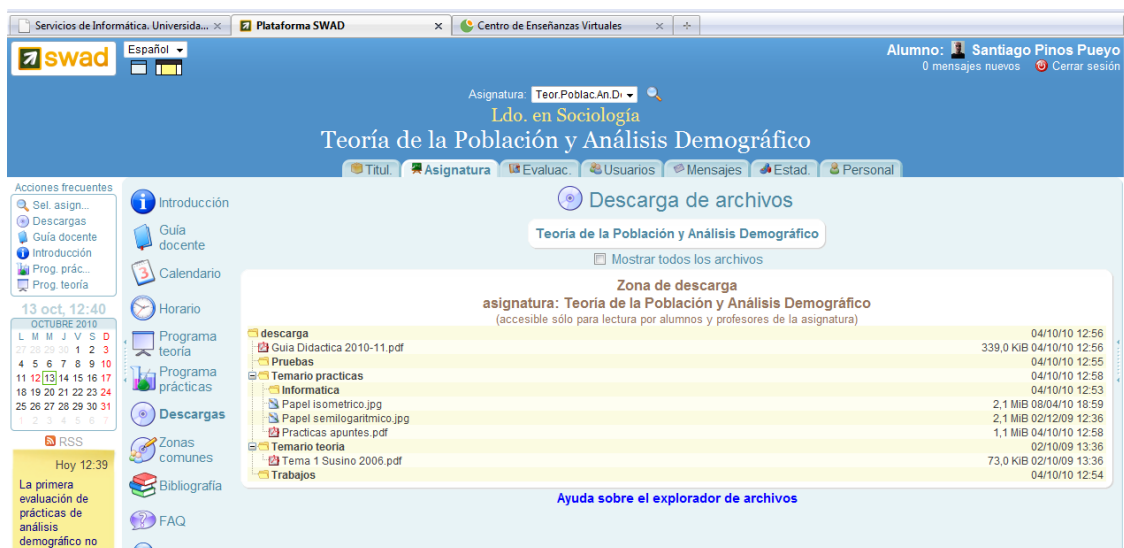 Servicios de Informática. Universida... ×
Plataforma SWAD ×
Centro de Enseñanzas Virtuales ×
swad
Español
Alumno: Santiago Pinos Pueyo
0 mensajes nuevos Cerrar sesión
Asignatura: Teor.Poblac.An.D
Ldo. en Sociología
Teoría de la Población y Análisis Demográfico
Titul. Asignatura Evaluac. Usuarios Mensajes Estad. Personal
Acciones frecuentes
Sel. asign...
Descargas
Guía docente
Introducción
Prog. prác...
Prog. teoría
13 oct, 12:40
OCTUBRE 2010
L M M J V S D
27 28 29 30 1 2 3
4 5 6 7 8 9 10
11 12 13 14 15 16 17
18 19 20 21 22 23 24
25 26 27 28 29 30 31
1 2 3 4 5 6 7
RSS
Hoy 12:39
La primera
evaluación de
prácticas de
análisis
demográfico no
Introducción
Guía
docente
Calendario
Horario
Programa
teoría
Programa
prácticas
Descargas
Zonas
comunes
Bibliografía
FAQ
Descarga de archivos
Teoría de la Población y Análisis Demográfico
Mostrar todos los archivos
Zona de descarga
asignatura: Teoría de la Población y Análisis Demográfico
(accesible sólo para lectura por alumnos y profesores de la asignatura)
descarga 04/10/10 12:56
Guia Didactica 2010-11.pdf 339,0 KiB 04/10/10 12:56
Pruebas 04/10/10 12:55
Temario practicas 04/10/10 12:58
Informatica 04/10/10 12:53
Papel isometrico.jpg 2,1 MiB 08/04/10 18:59
Papel semilogaritmico.jpg 2,1 MiB 02/12/09 12:36
Practicas apuntes.pdf 1,1 MiB 04/10/10 12:58
Temario teoria 02/10/09 13:36
Tema 1 Susino 2006.pdf 73,0 KiB 02/10/09 13:36
Trabajos 04/10/10 12:54
Ayuda sobre el explorador de archivos